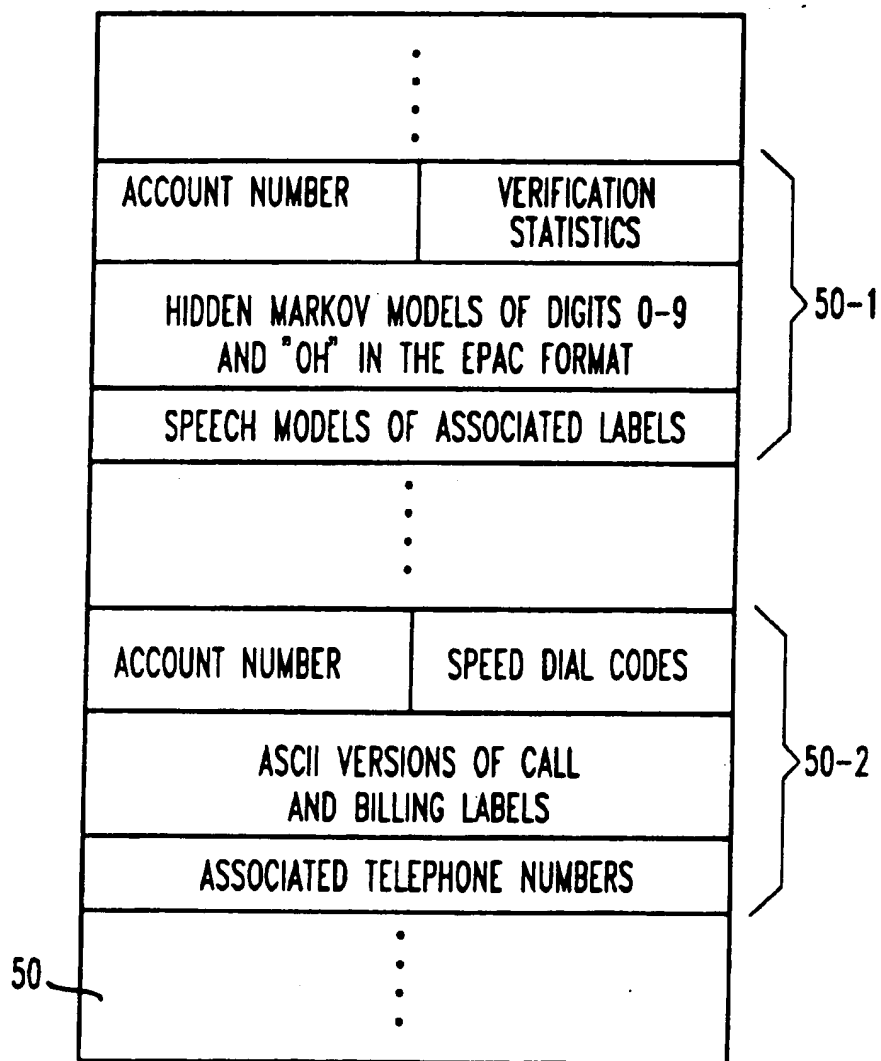 ACCOUNT NUMBER
VERIFICATION
STATISTICS
HIDDEN MARKOV MODELS OF DIGITS 0-9
AND "OH" IN THE EPAC FORMAT
SPEECH MODELS OF ASSOCIATED LABELS
50-1
ACCOUNT NUMBER
SPEED DIAL CODES
ASCII VERSIONS OF CALL
AND BILLING LABELS
ASSOCIATED TELEPHONE NUMBERS
50-2
50